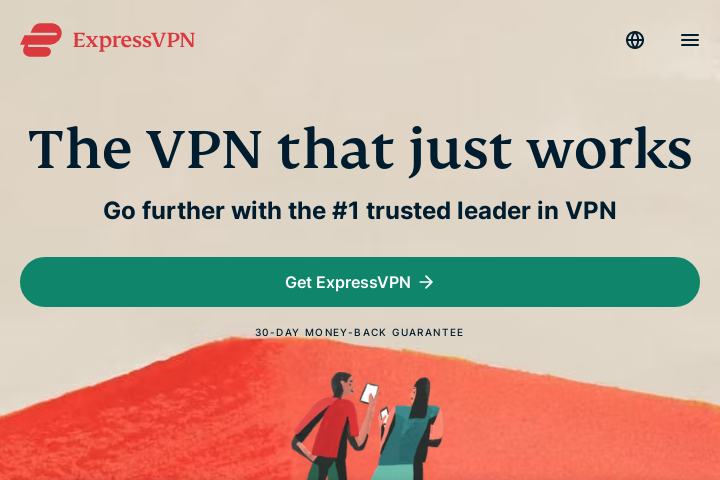 ExpressVPN
The VPN that just works
Go further with the #1 trusted leader in VPN
Get ExpressVPN
30-DAY MONEY-BACK GUARANTEE